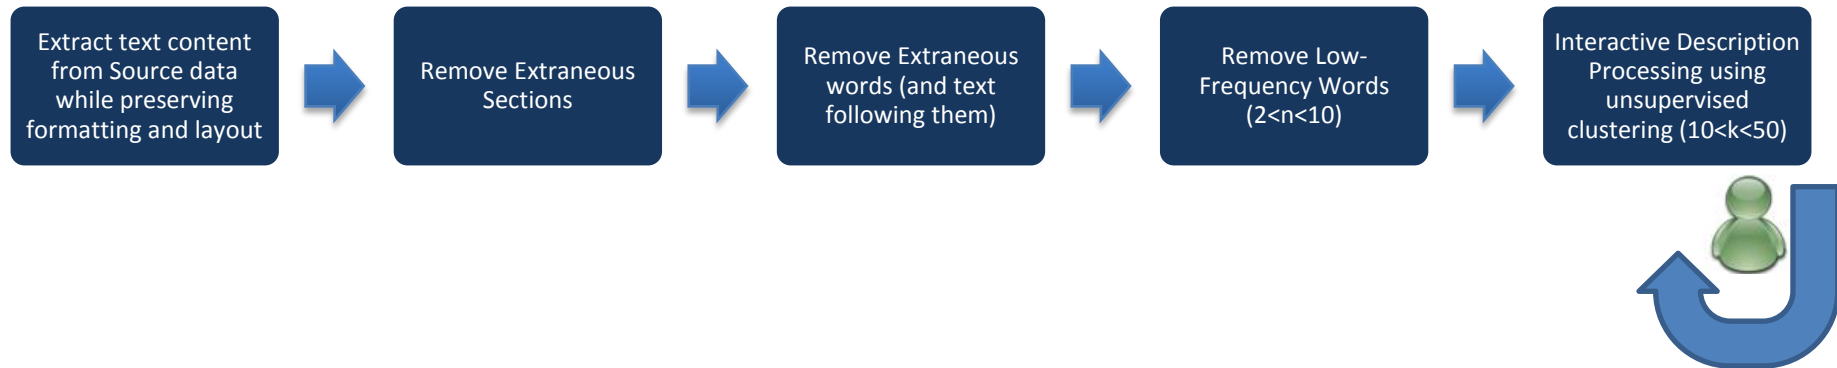 Extract text content
from Source data
while preserving
formatting and layout
Remove Extraneous
Sections
Remove Extraneous
words (and text
following them)
Remove Low-
Frequency Words
(2<n<10)
Interactive Description
Processing using
unsupervised
clustering (10<k<50)